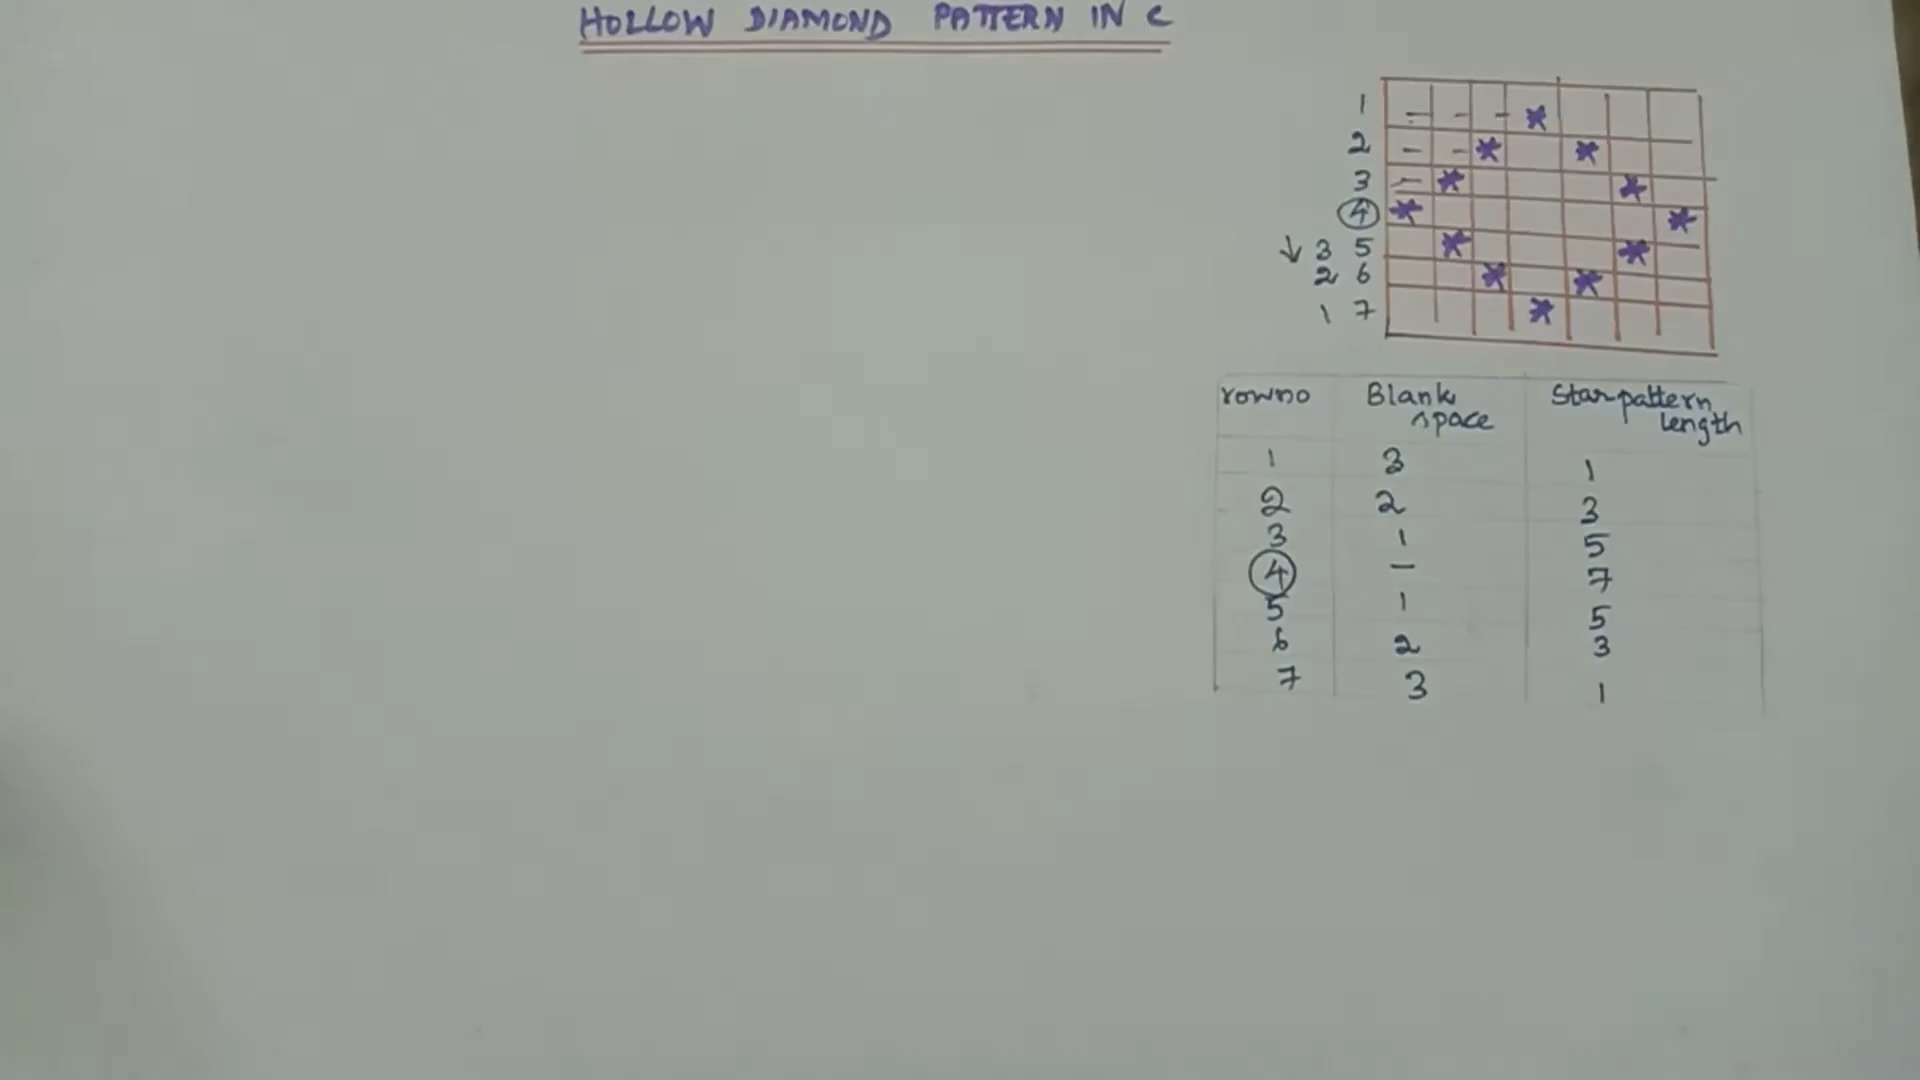 HOLLOW DIAMOND PATTERN IN C
1 - - - *
2 - - * *
3 - * *
4 * *
↓ 3 5 * *
2 6 * *
1 7 *
rowno Blank space Star pattern length
1 3 1
2 2 3
3 1 5
4 - 7
5 1 5
6 2 3
7 3 1